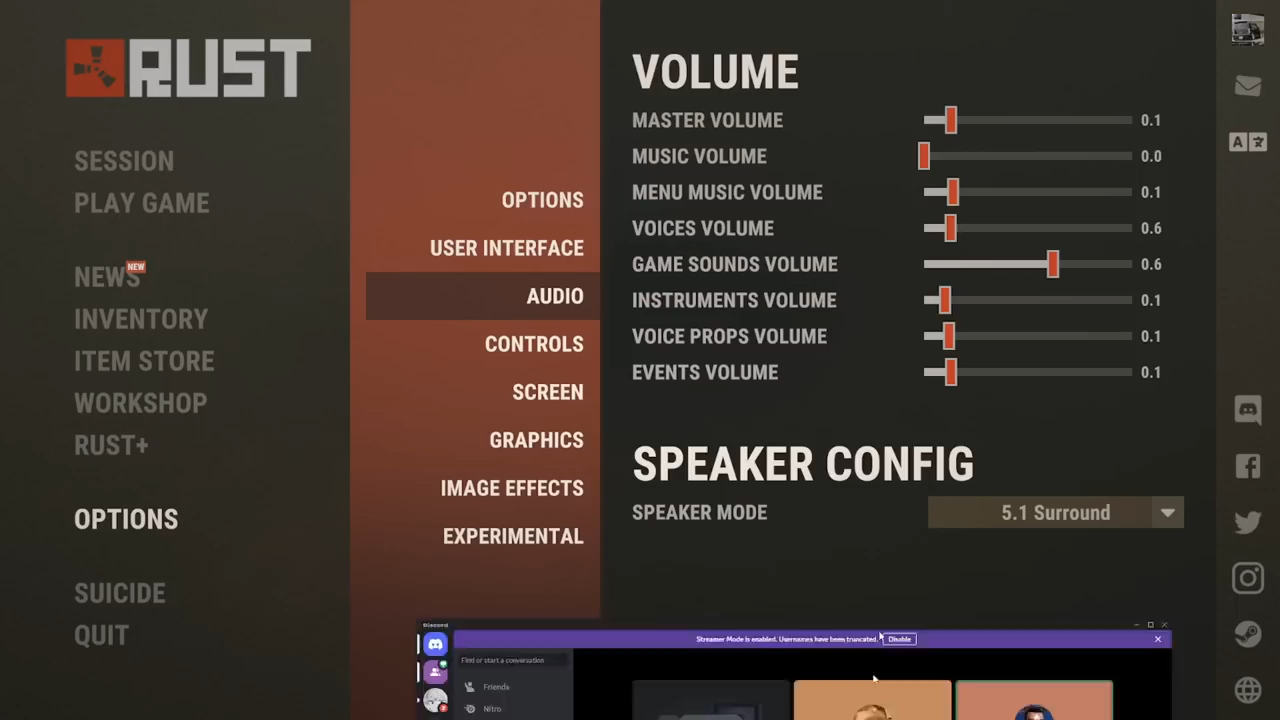 RUST
SESSION
PLAY GAME
NEWS NEW
INVENTORY
ITEM STORE
WORKSHOP
RUST+
OPTIONS
SUICIDE
QUIT
OPTIONS
USER INTERFACE
AUDIO
CONTROLS
SCREEN
GRAPHICS
IMAGE EFFECTS
EXPERIMENTAL
VOLUME
MASTER VOLUME 0.1
MUSIC VOLUME 0.0
MENU MUSIC VOLUME 0.1
VOICES VOLUME 0.6
GAME SOUNDS VOLUME 0.6
INSTRUMENTS VOLUME 0.1
VOICE PROPS VOLUME 0.1
EVENTS VOLUME 0.1
SPEAKER CONFIG
SPEAKER MODE 5.1 Surround
A
Discord
Streamer Mode is enabled. Usernames have been truncated. Disable
Find or start a conversation
Friends
Nitro